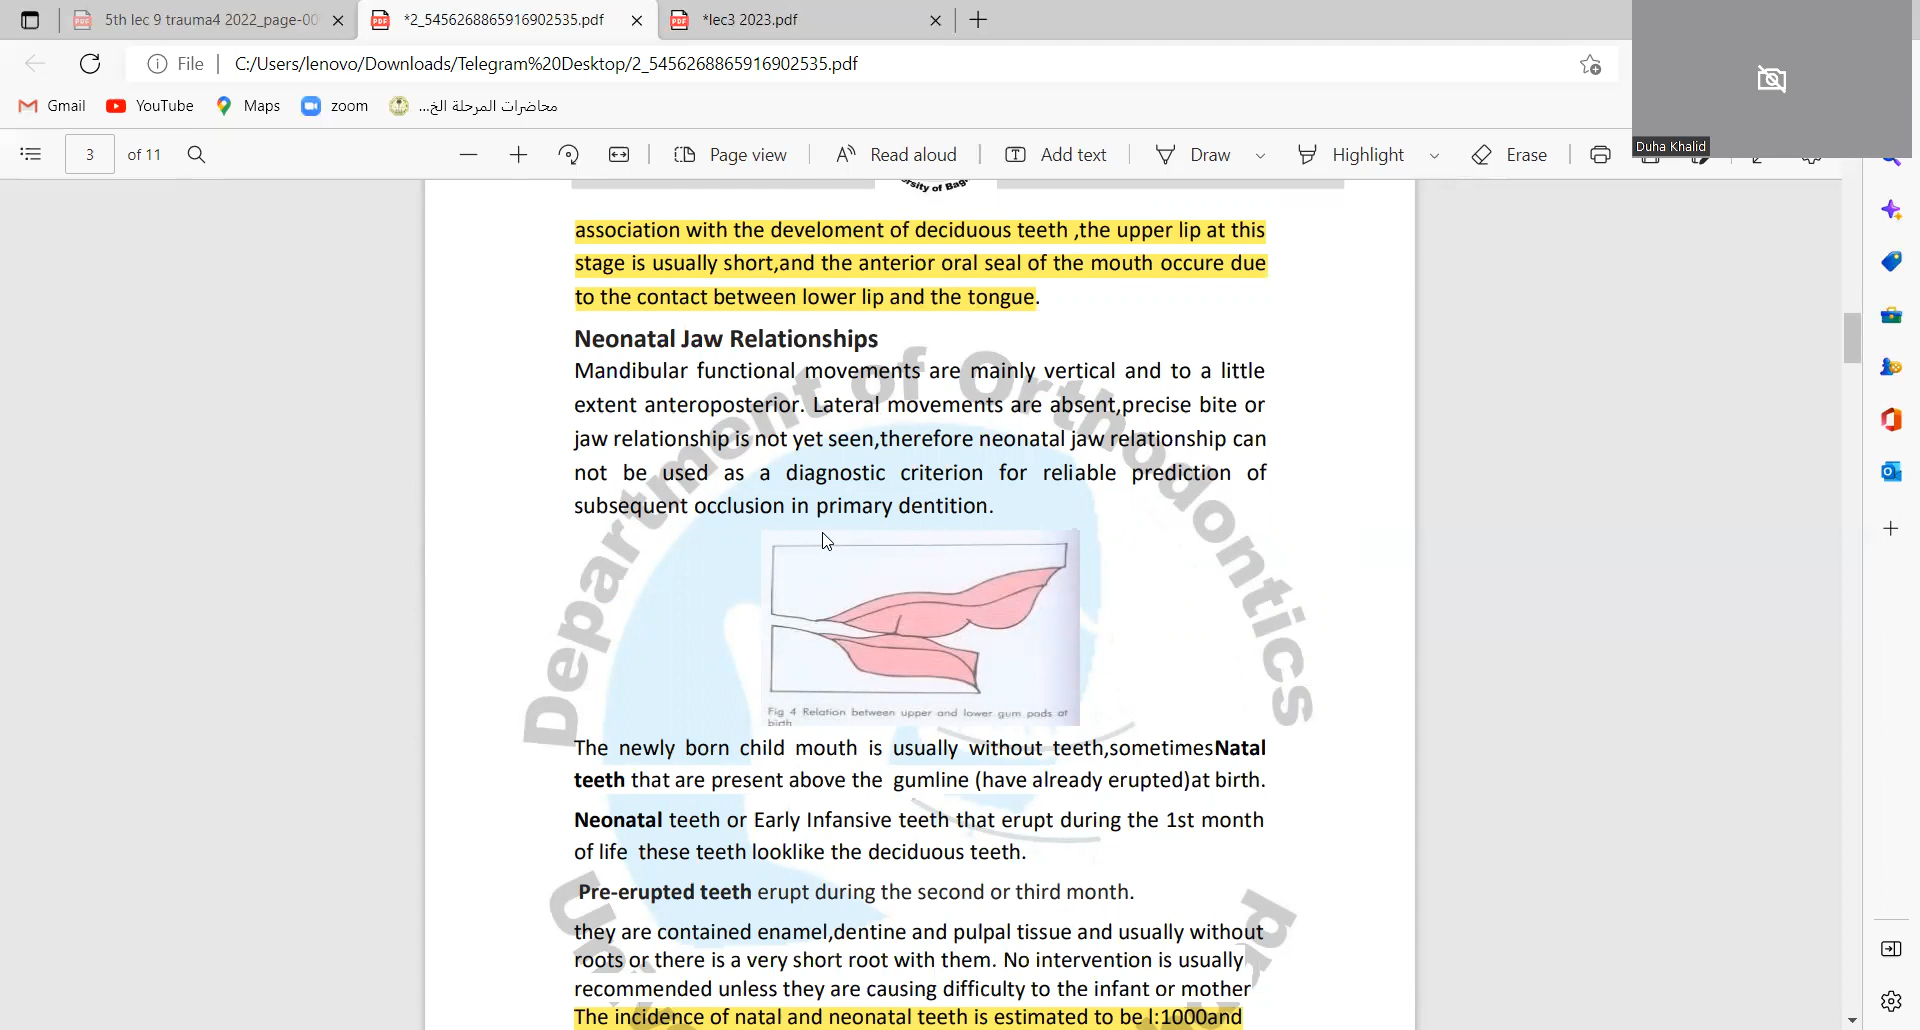 5th lec 9 trauma4 2022_page-00
*2_5456268865916902535.pdf
*lec3 2023.pdf
File
C:/Users/lenovo/Downloads/Telegram%20Desktop/2_5456268865916902535.pdf
Gmail
YouTube
Maps
zoom
محاضرات المرحلة الخ...
Duha Khalid
3 of 11
Page view
Read aloud
Add text
Draw
Highlight
Erase
rsity of Bag
association with the develoment of deciduous teeth ,the upper lip at this
stage is usually short,and the anterior oral seal of the mouth occure due
to the contact between lower lip and the tongue.
Neonatal Jaw Relationships
Mandibular functional movements are mainly vertical and to a little
extent anteroposterior. Lateral movements are absent,precise bite or
jaw relationship is not yet seen,therefore neonatal jaw relationship can
not be used as a diagnostic criterion for reliable prediction of
subsequent occlusion in primary dentition.
Department of Orthodontics
Fig 4 Relation between upper and lower gum pads at
birth
The newly born child mouth is usually without teeth,sometimesNatal
teeth that are present above the gumline (have already erupted)at birth.
Neonatal teeth or Early Infansive teeth that erupt during the 1st month
of life these teeth looklike the deciduous teeth.
Pre-erupted teeth erupt during the second or third month.
they are contained enamel,dentine and pulpal tissue and usually without
roots or there is a very short root with them. No intervention is usually
recommended unless they are causing difficulty to the infant or mother
The incidence of natal and neonatal teeth is estimated to be l:1000and